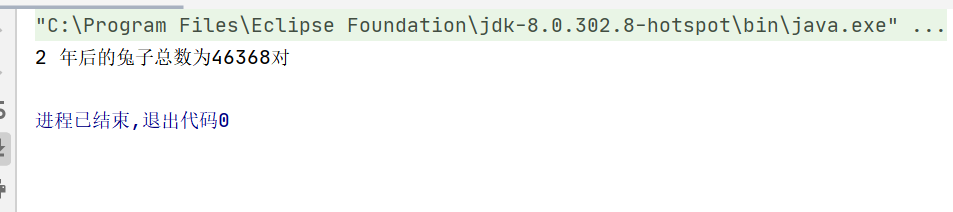 "C:\Program Files\Eclipse Foundation\jdk-8.0.302.8-hotspot\bin\java.exe" ...
2 年后的兔子总数为46368对
进程已结束,退出代码0